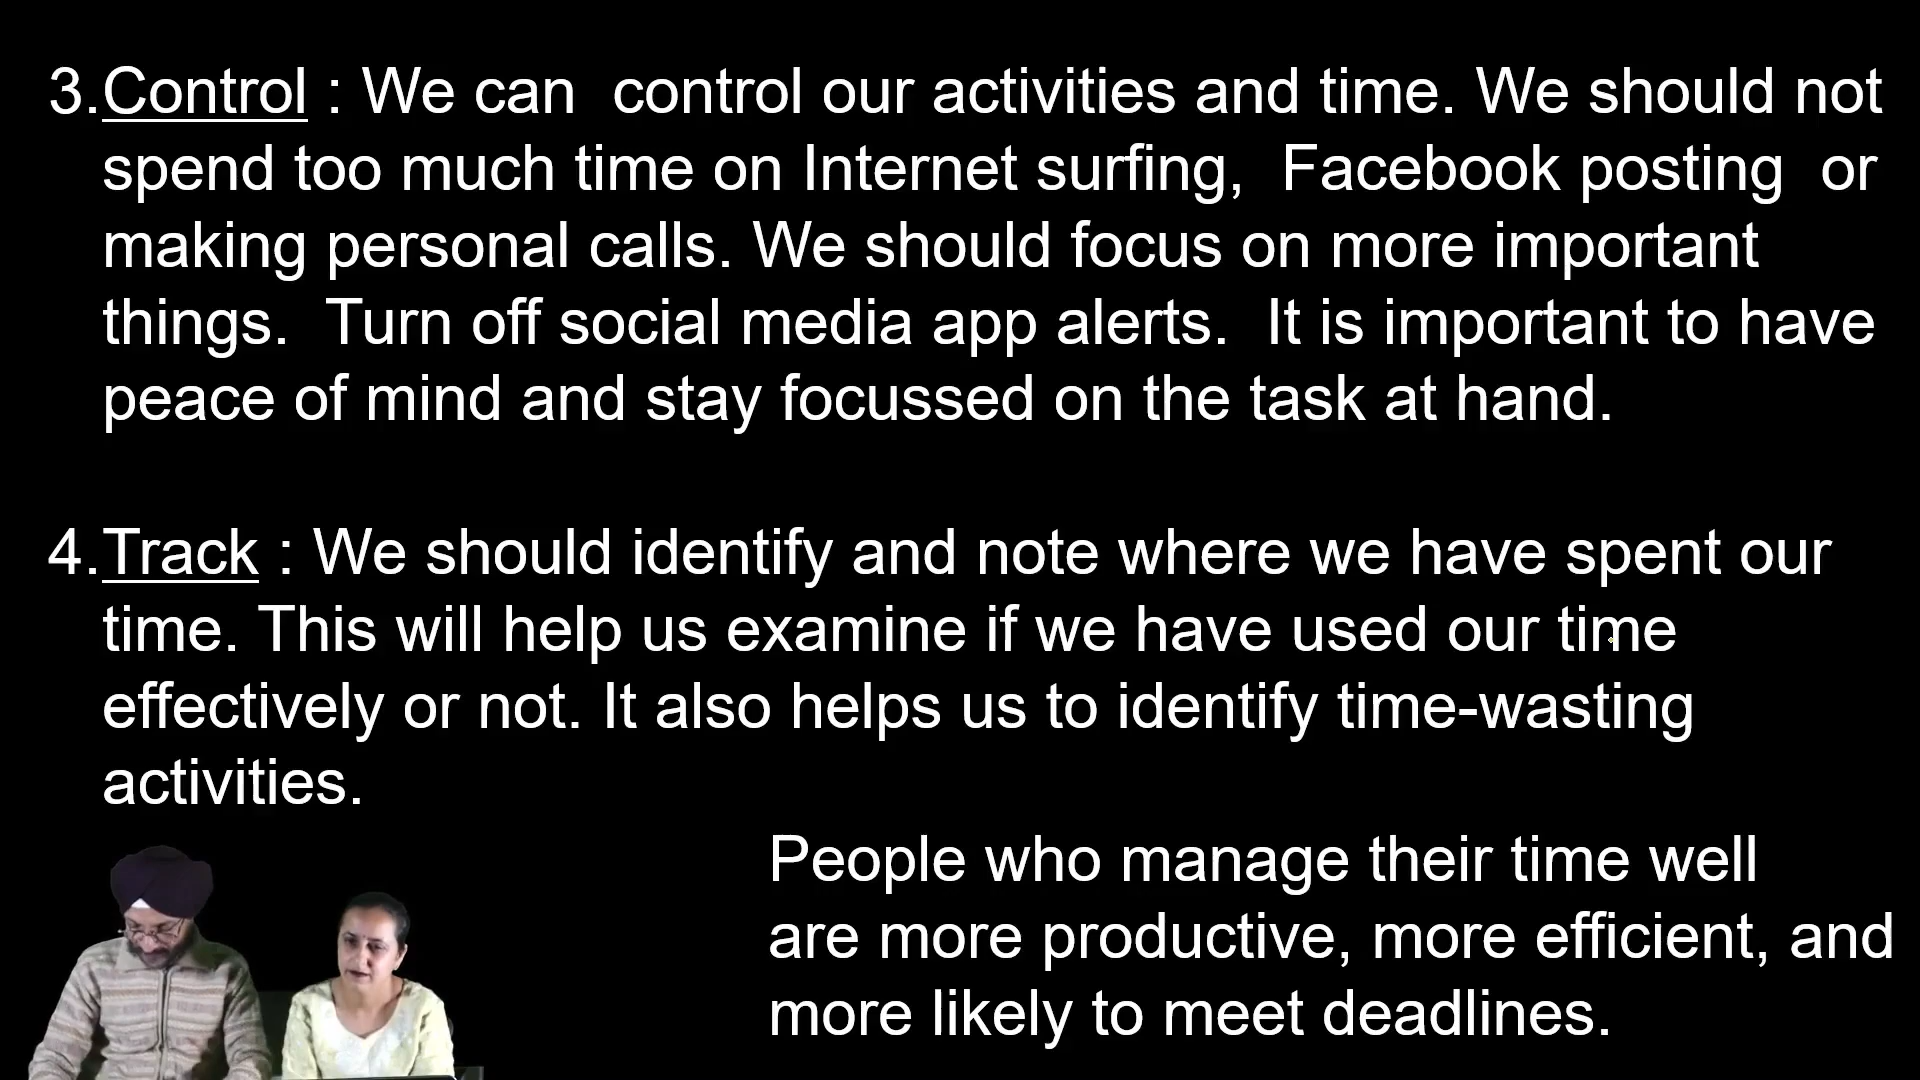 3.Control : We can  control our activities and time. We should not
spend too much time on Internet surfing,  Facebook posting  or
making personal calls. We should focus on more important
things.  Turn off social media app alerts.  It is important to have
peace of mind and stay focussed on the task at hand.
4.Track : We should identify and note where we have spent our
time. This will help us examine if we have used our time
effectively or not. It also helps us to identify time-wasting
activities.
People who manage their time well
are more productive, more efficient, and
more likely to meet deadlines.